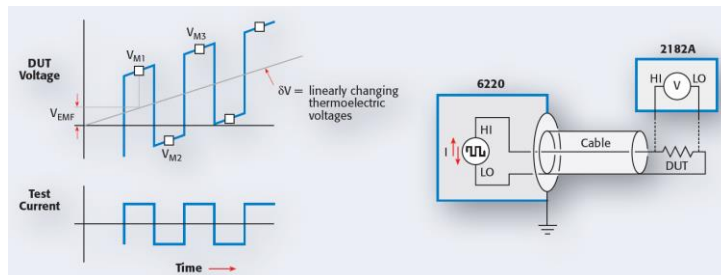 DUT
Voltage
V_EMF
V_M1
V_M3
V_M2
δV = linearly changing
thermoelectric
voltages
Test
Current
Time
6220
HI
I
LO
Cable
2182A
HI V LO
DUT